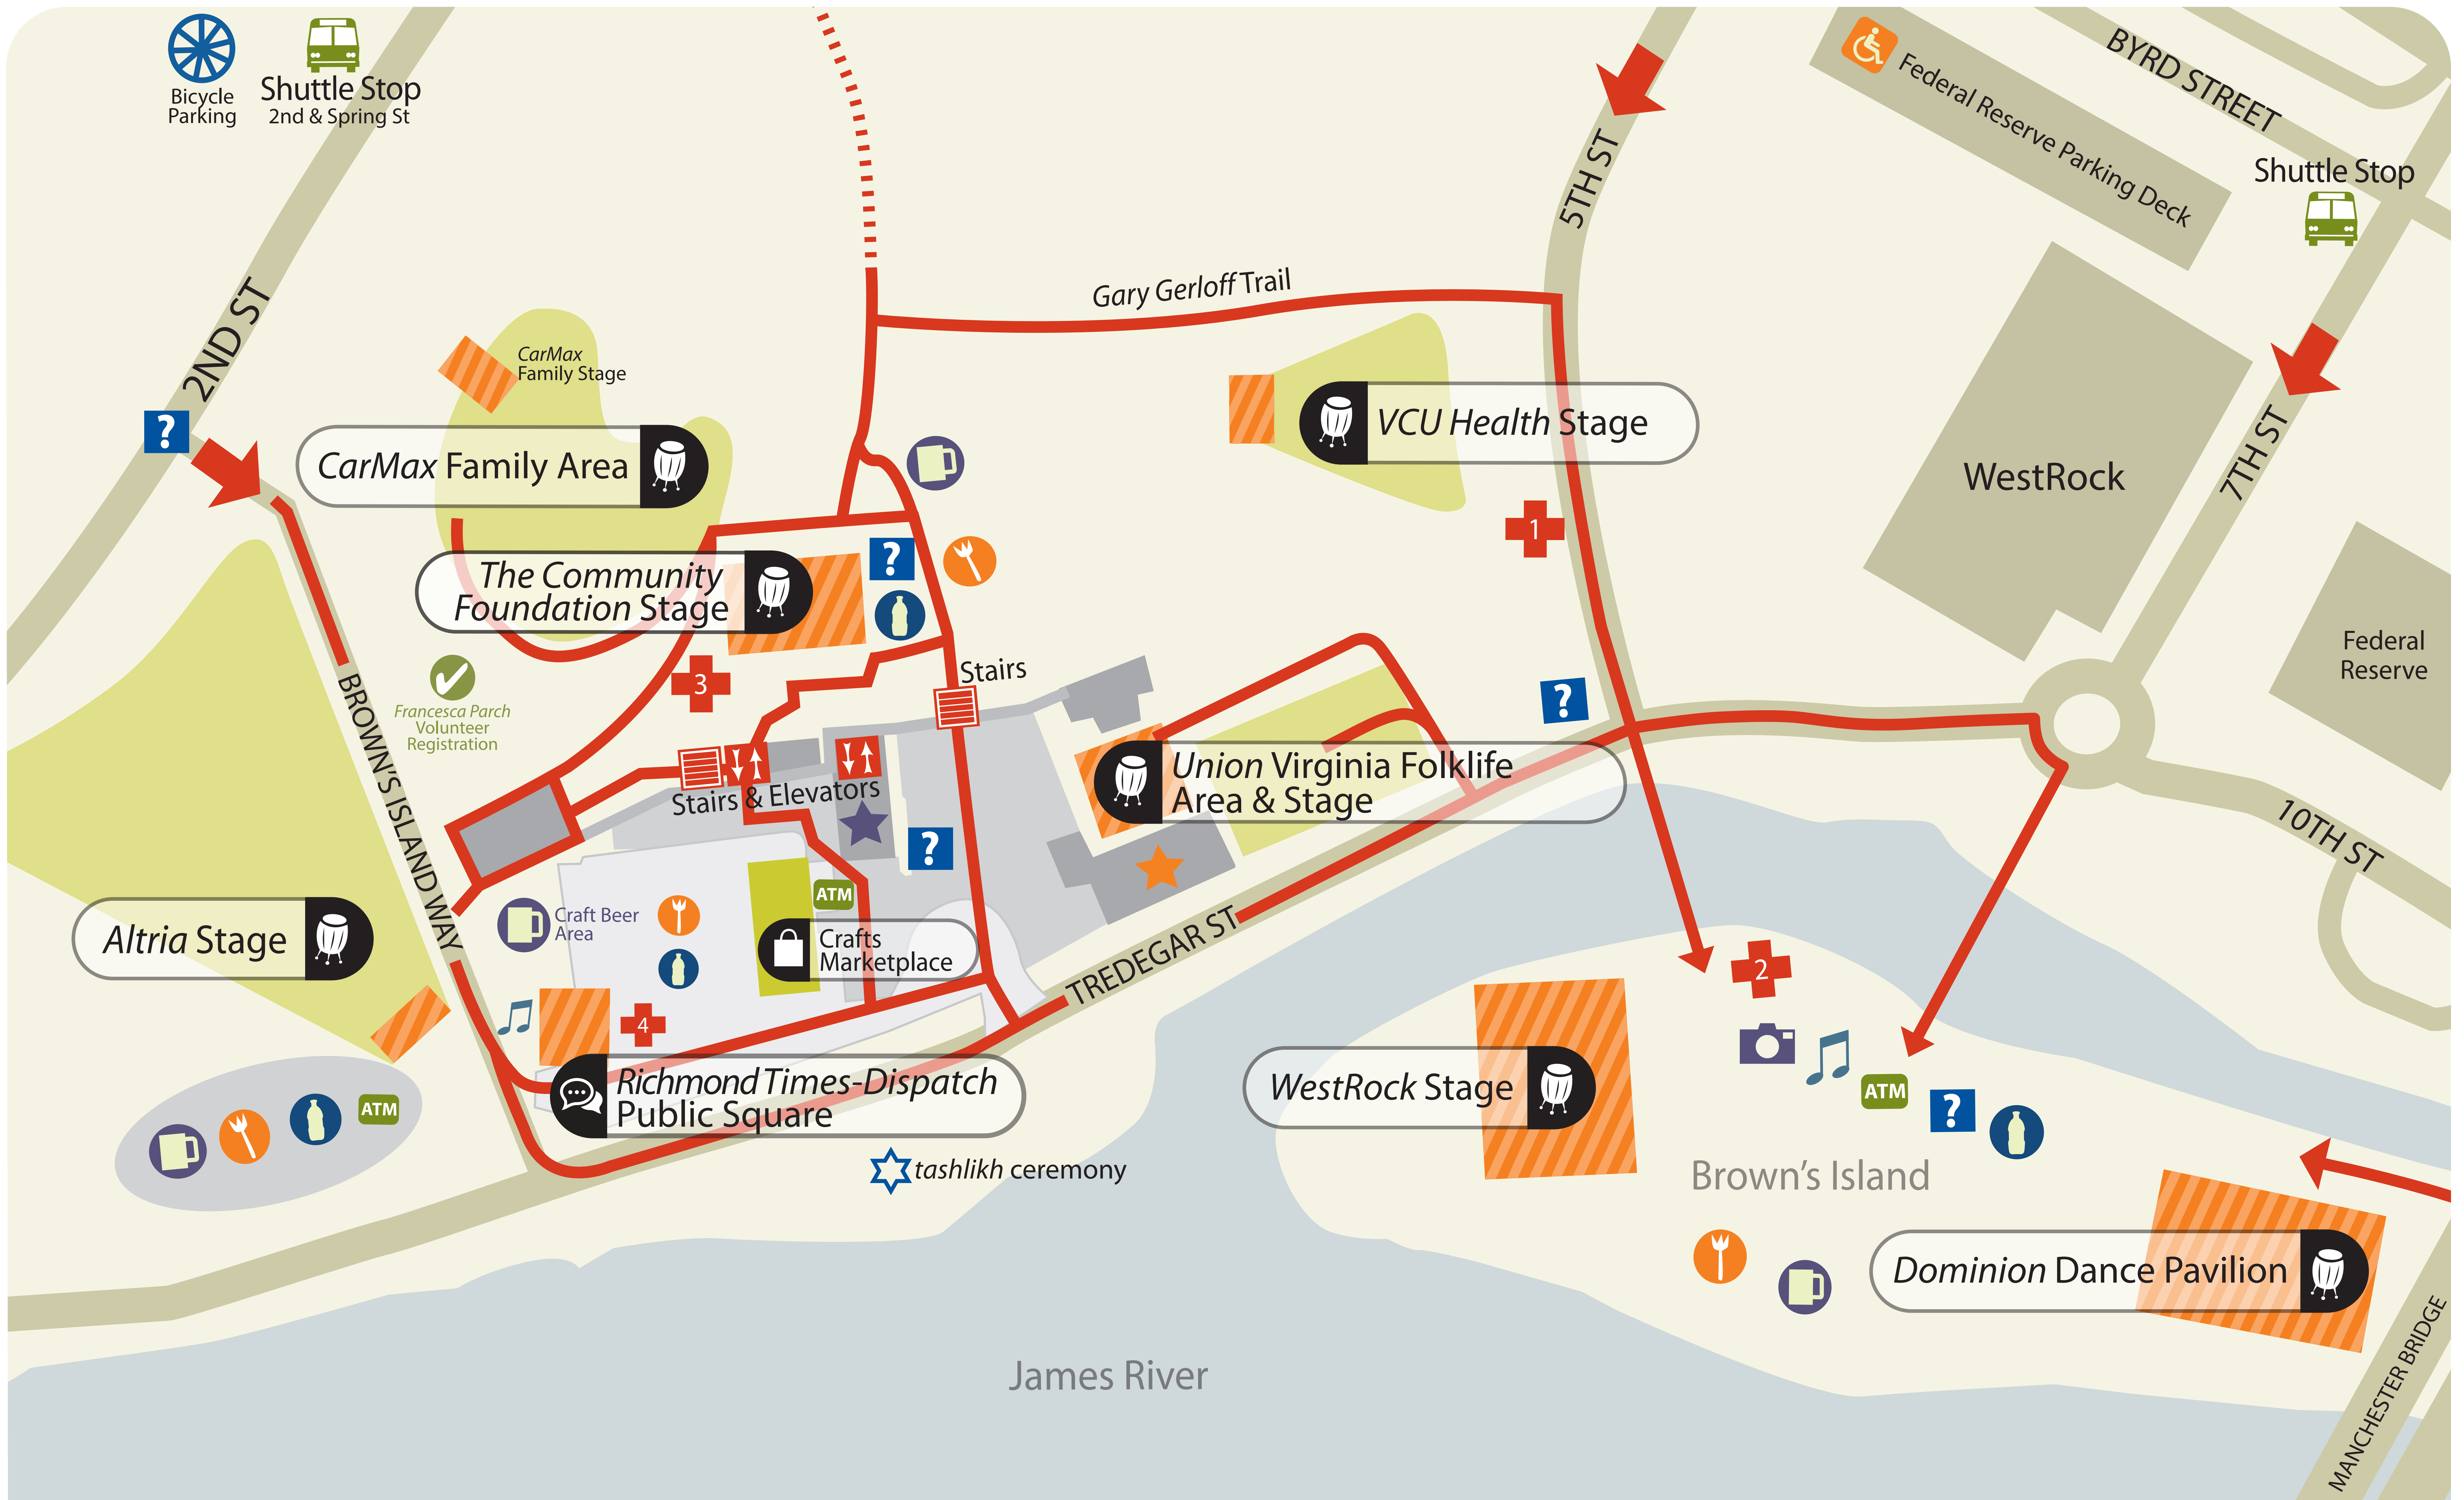 Bicycle
Parking
Shuttle Stop
2nd & Spring St
BYRD STREET
Federal Reserve Parking Deck
Shuttle Stop
5TH ST
Gary Gerloff Trail
2ND ST
CarMax
Family Stage
?
CarMax Family Area
VCU Health Stage
WestRock
7TH ST
1
The Community
Foundation Stage
?
Federal
Reserve
Stairs
3
?
Francesca Parch
Volunteer
Registration
BROWN'S ISLAND WAY
Stairs & Elevators
Union Virginia Folklife
Area & Stage
?
10TH ST
ATM
Craft Beer
Area
Altria Stage
Crafts
Marketplace
TREDEGAR ST
2
4
Richmond Times-Dispatch
Public Square
WestRock Stage
ATM
?
ATM
tashlikh ceremony
Brown's Island
Dominion Dance Pavilion
James River
MANCHESTER BRIDGE